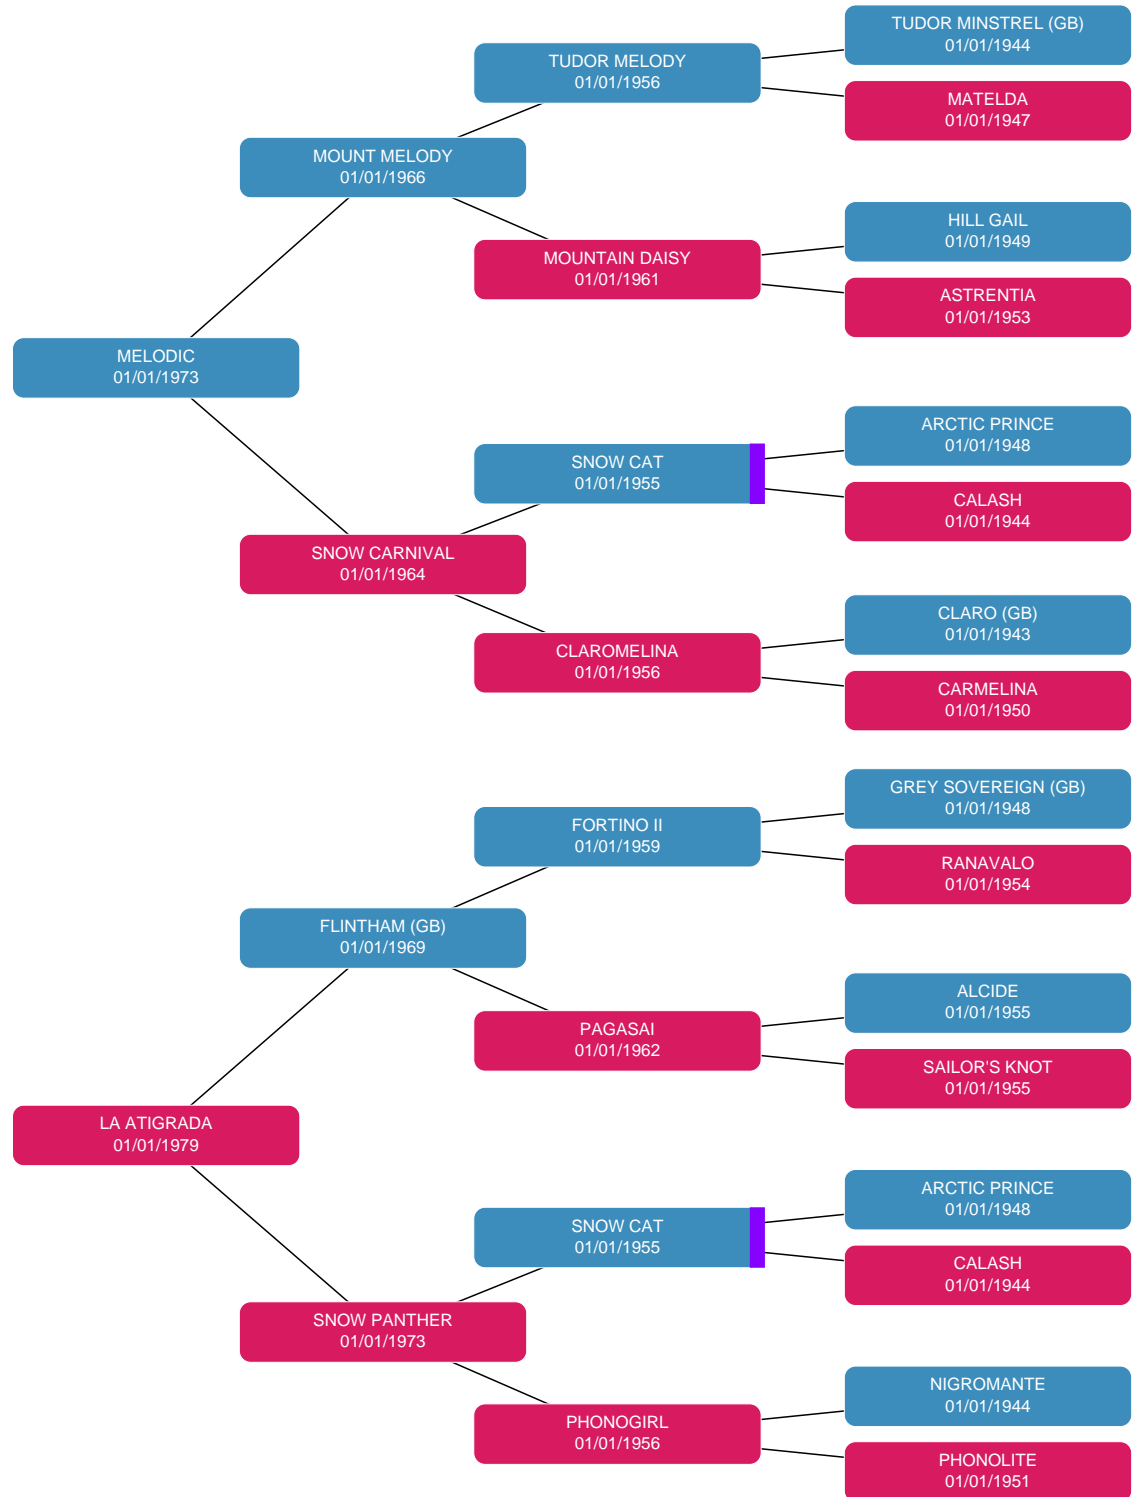 TUDOR MINSTREL (GB)
01/01/1944
TUDOR MELODY
01/01/1956
MATELDA
01/01/1947
MOUNT MELODY
01/01/1966
HILL GAIL
01/01/1949
MOUNTAIN DAISY
01/01/1961
ASTRENTIA
01/01/1953
MELODIC
01/01/1973
ARCTIC PRINCE
01/01/1948
SNOW CAT
01/01/1955
CALASH
01/01/1944
SNOW CARNIVAL
01/01/1964
CLARO (GB)
01/01/1943
CLAROMELINA
01/01/1956
CARMELINA
01/01/1950
GREY SOVEREIGN (GB)
01/01/1948
FORTINO II
01/01/1959
RANAVALO
01/01/1954
FLINTHAM (GB)
01/01/1969
ALCIDE
01/01/1955
PAGASAI
01/01/1962
SAILOR'S KNOT
01/01/1955
LA ATIGRADA
01/01/1979
ARCTIC PRINCE
01/01/1948
SNOW CAT
01/01/1955
CALASH
01/01/1944
SNOW PANTHER
01/01/1973
NIGROMANTE
01/01/1944
PHONOGIRL
01/01/1956
PHONOLITE
01/01/1951